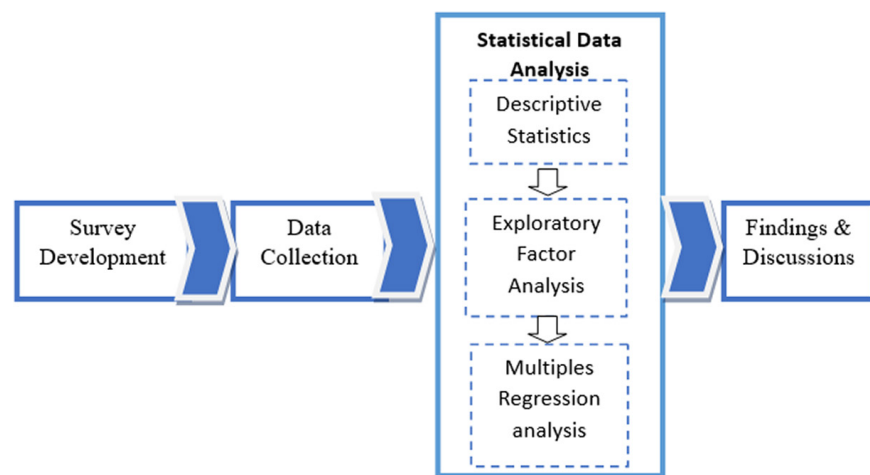 Survey
Development
Data
Collection
Statistical Data
Analysis
Descriptive
Statistics
Exploratory
Factor
Analysis
Multiples
Regression
analysis
Findings &
Discussions